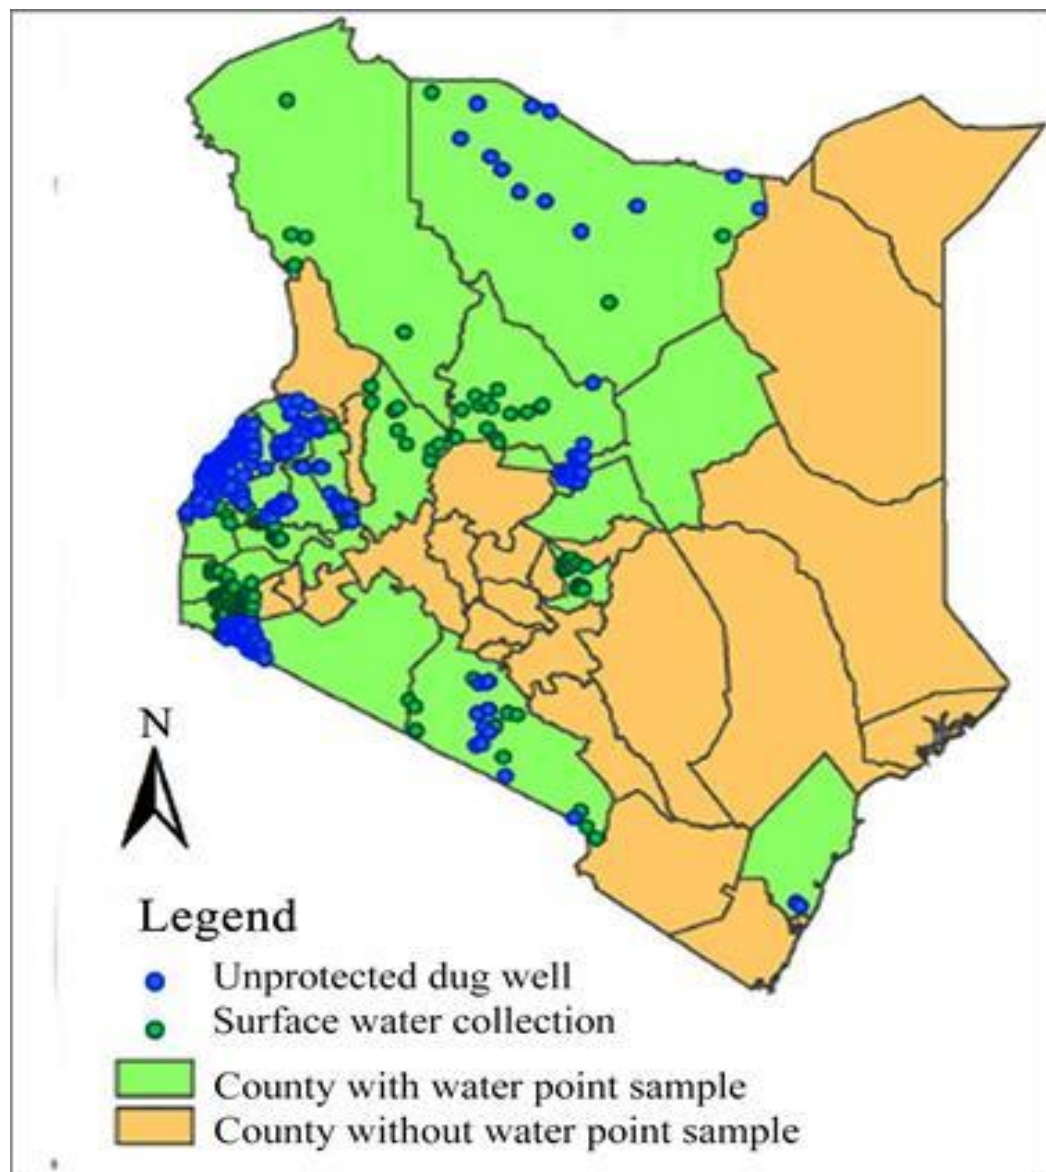 N
Legend
Unprotected dug well
Surface water collection
County with water point sample
County without water point sample